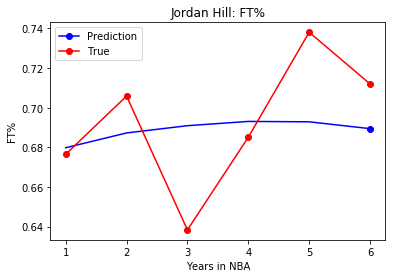 Jordan Hill: FT%
Prediction
True
FT%
0.74
0.72
0.70
0.68
0.66
0.64
1 2 3 4 5 6
Years in NBA